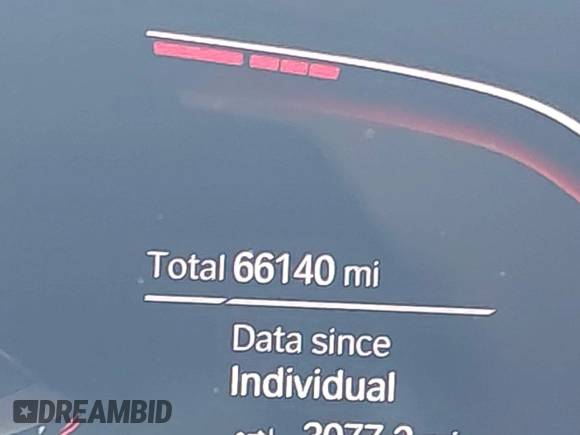 Total 66140 mi
Data since
Individual
DREAMBID